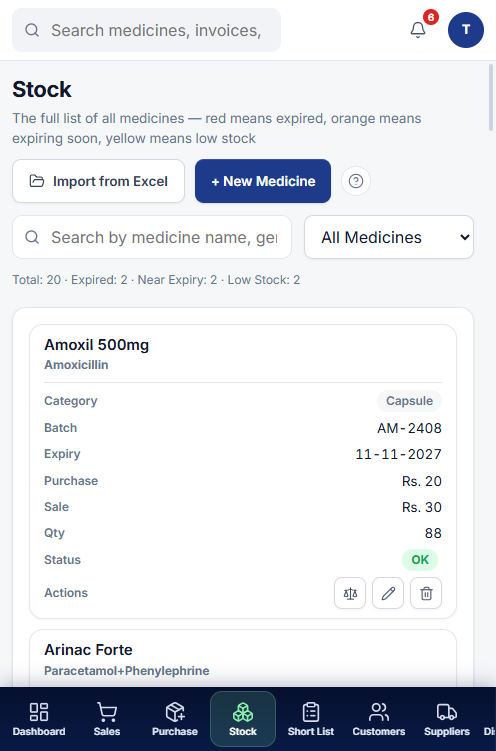 Search medicines, invoices,
6
T
Stock
The full list of all medicines — red means expired, orange means
expiring soon, yellow means low stock
Import from Excel
+ New Medicine
?
Search by medicine name, ger
All Medicines
Total: 20 · Expired: 2 · Near Expiry: 2 · Low Stock: 2
Amoxil 500mg
Amoxicillin
Category Capsule
Batch AM-2408
Expiry 11-11-2027
Purchase Rs. 20
Sale Rs. 30
Qty 88
Status OK
Actions
Arinac Forte
Paracetamol+Phenylephrine
Dashboard Sales Purchase Stock Short List Customers Suppliers Di